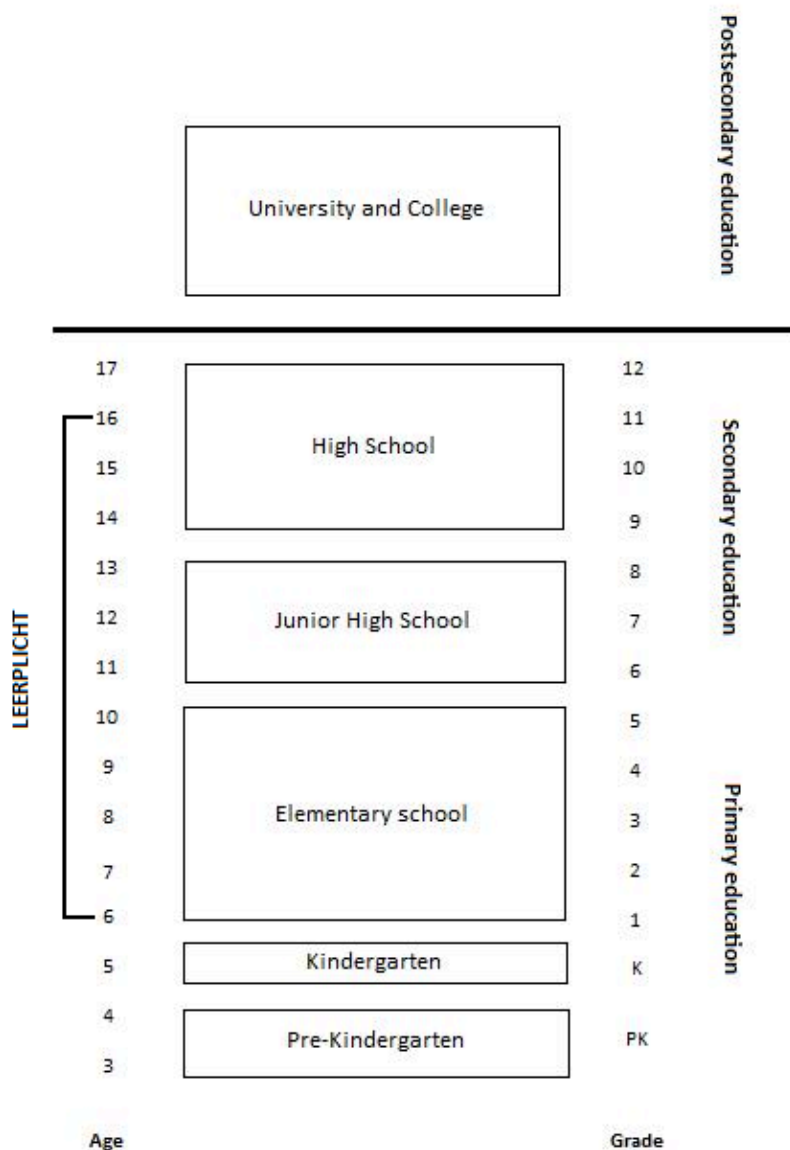 Postsecondary education
University and College
17
12
16
High School
11
Secondary education
15
10
14
9
13
8
12
Junior High School
7
11
6
LEERPLICHT
10
5
9
4
8
Elementary school
3
Primary education
7
2
6
1
5
Kindergarten
K
4
Pre-Kindergarten
PK
3
Age
Grade